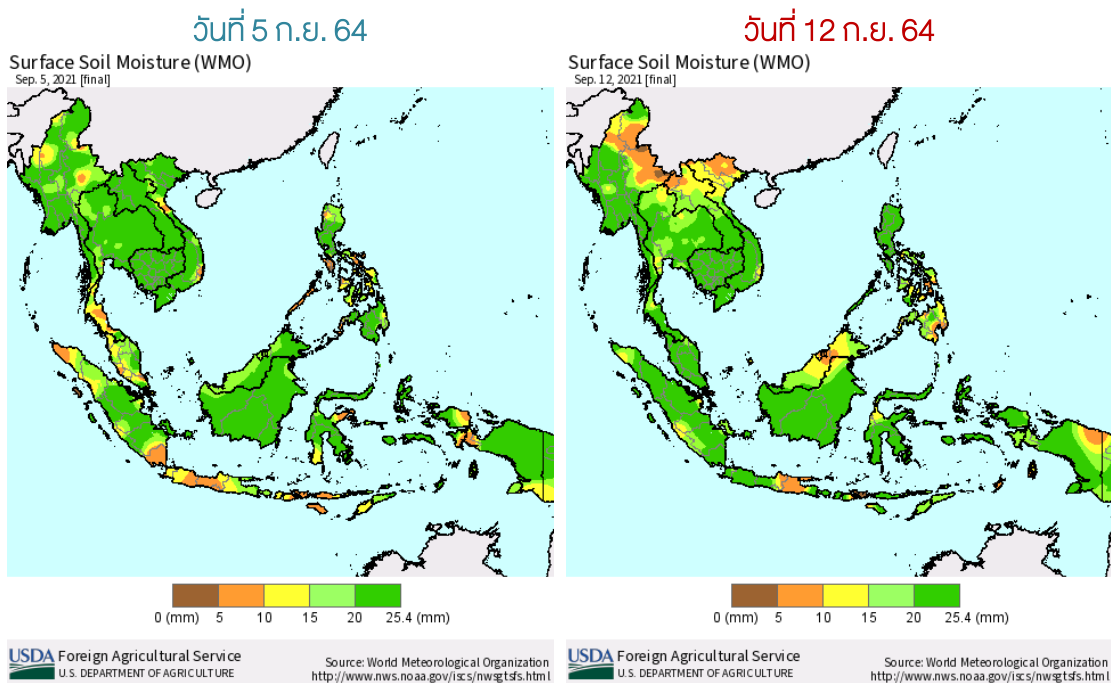 วันที่ 5 ก.ย. 64
Surface Soil Moisture (WMO)
Sep. 5, 2021 [final]
0 (mm) 5 10 15 20 25.4 (mm)
USDA Foreign Agricultural Service
U.S. DEPARTMENT OF AGRICULTURE
Source: World Meteorological Organization
http://www.nws.noaa.gov/iscs/nwsgtsfs.html
วันที่ 12 ก.ย. 64
Surface Soil Moisture (WMO)
Sep. 12, 2021 [final]
0 (mm) 5 10 15 20 25.4 (mm)
USDA Foreign Agricultural Service
U.S. DEPARTMENT OF AGRICULTURE
Source: World Meteorological Organization
http://www.nws.noaa.gov/iscs/nwsgtsfs.html